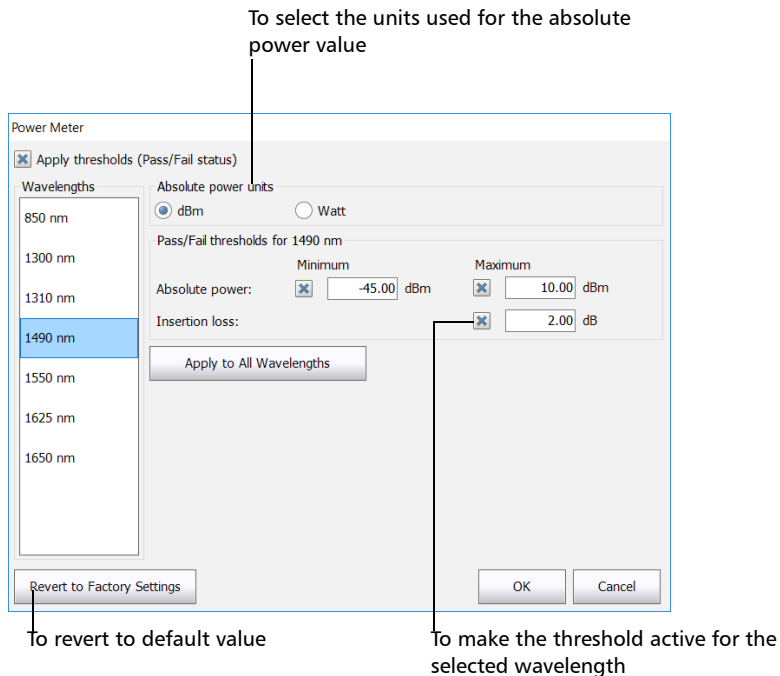 To select the units used for the absolute
power value
Power Meter
Apply thresholds (Pass/Fail status)
Wavelengths
850 nm
1300 nm
1310 nm
1490 nm
1550 nm
1625 nm
1650 nm
Absolute power units
dBm
Watt
Pass/Fail thresholds for 1490 nm
Minimum
Maximum
Absolute power:
-45.00 dBm
10.00 dBm
Insertion loss:
2.00 dB
Apply to All Wavelengths
Revert to Factory Settings
OK
Cancel
To revert to default value
To make the threshold active for the
selected wavelength